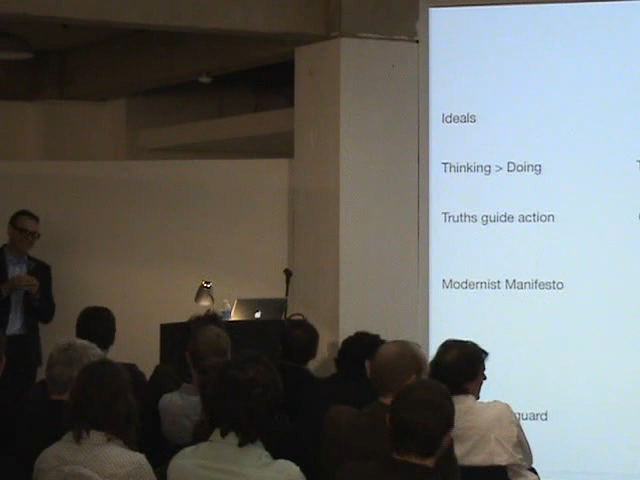 Ideals
Thinking > Doing
Truths guide action
Modernist Manifesto
guard